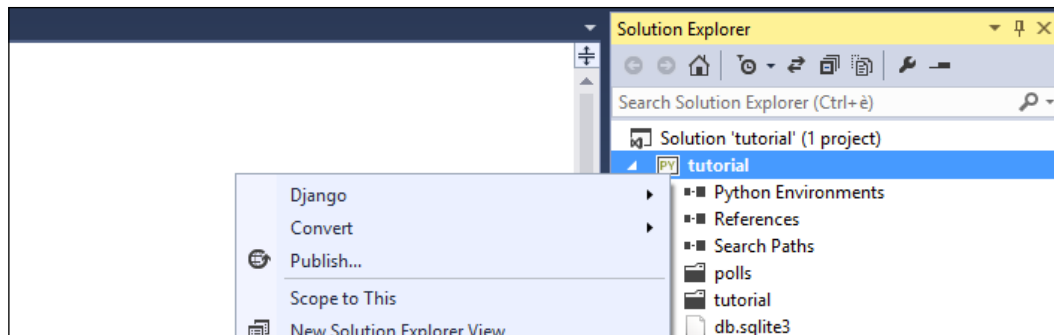 Solution Explorer
Search Solution Explorer (Ctrl+è)
Solution 'tutorial' (1 project)
PY tutorial
Python Environments
References
Search Paths
polls
tutorial
db.sqlite3
Django
Convert
Publish...
Scope to This
New Solution Explorer View